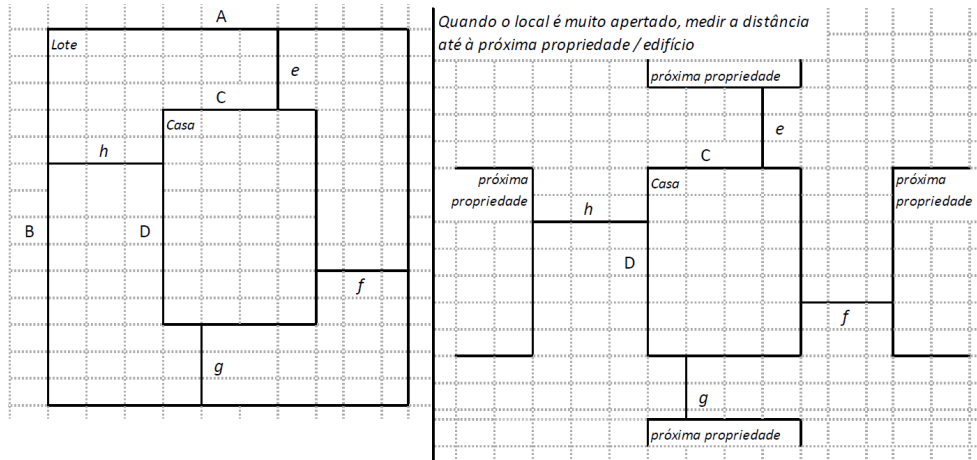 A
Lote
e
C
Casa
h
B
D
f
g
Quando o local é muito apertado, medir a distância
até à próxima propriedade / edifício
próxima propriedade
e
C
próxima
propriedade
Casa
próxima
propriedade
h
D
f
g
próxima propriedade